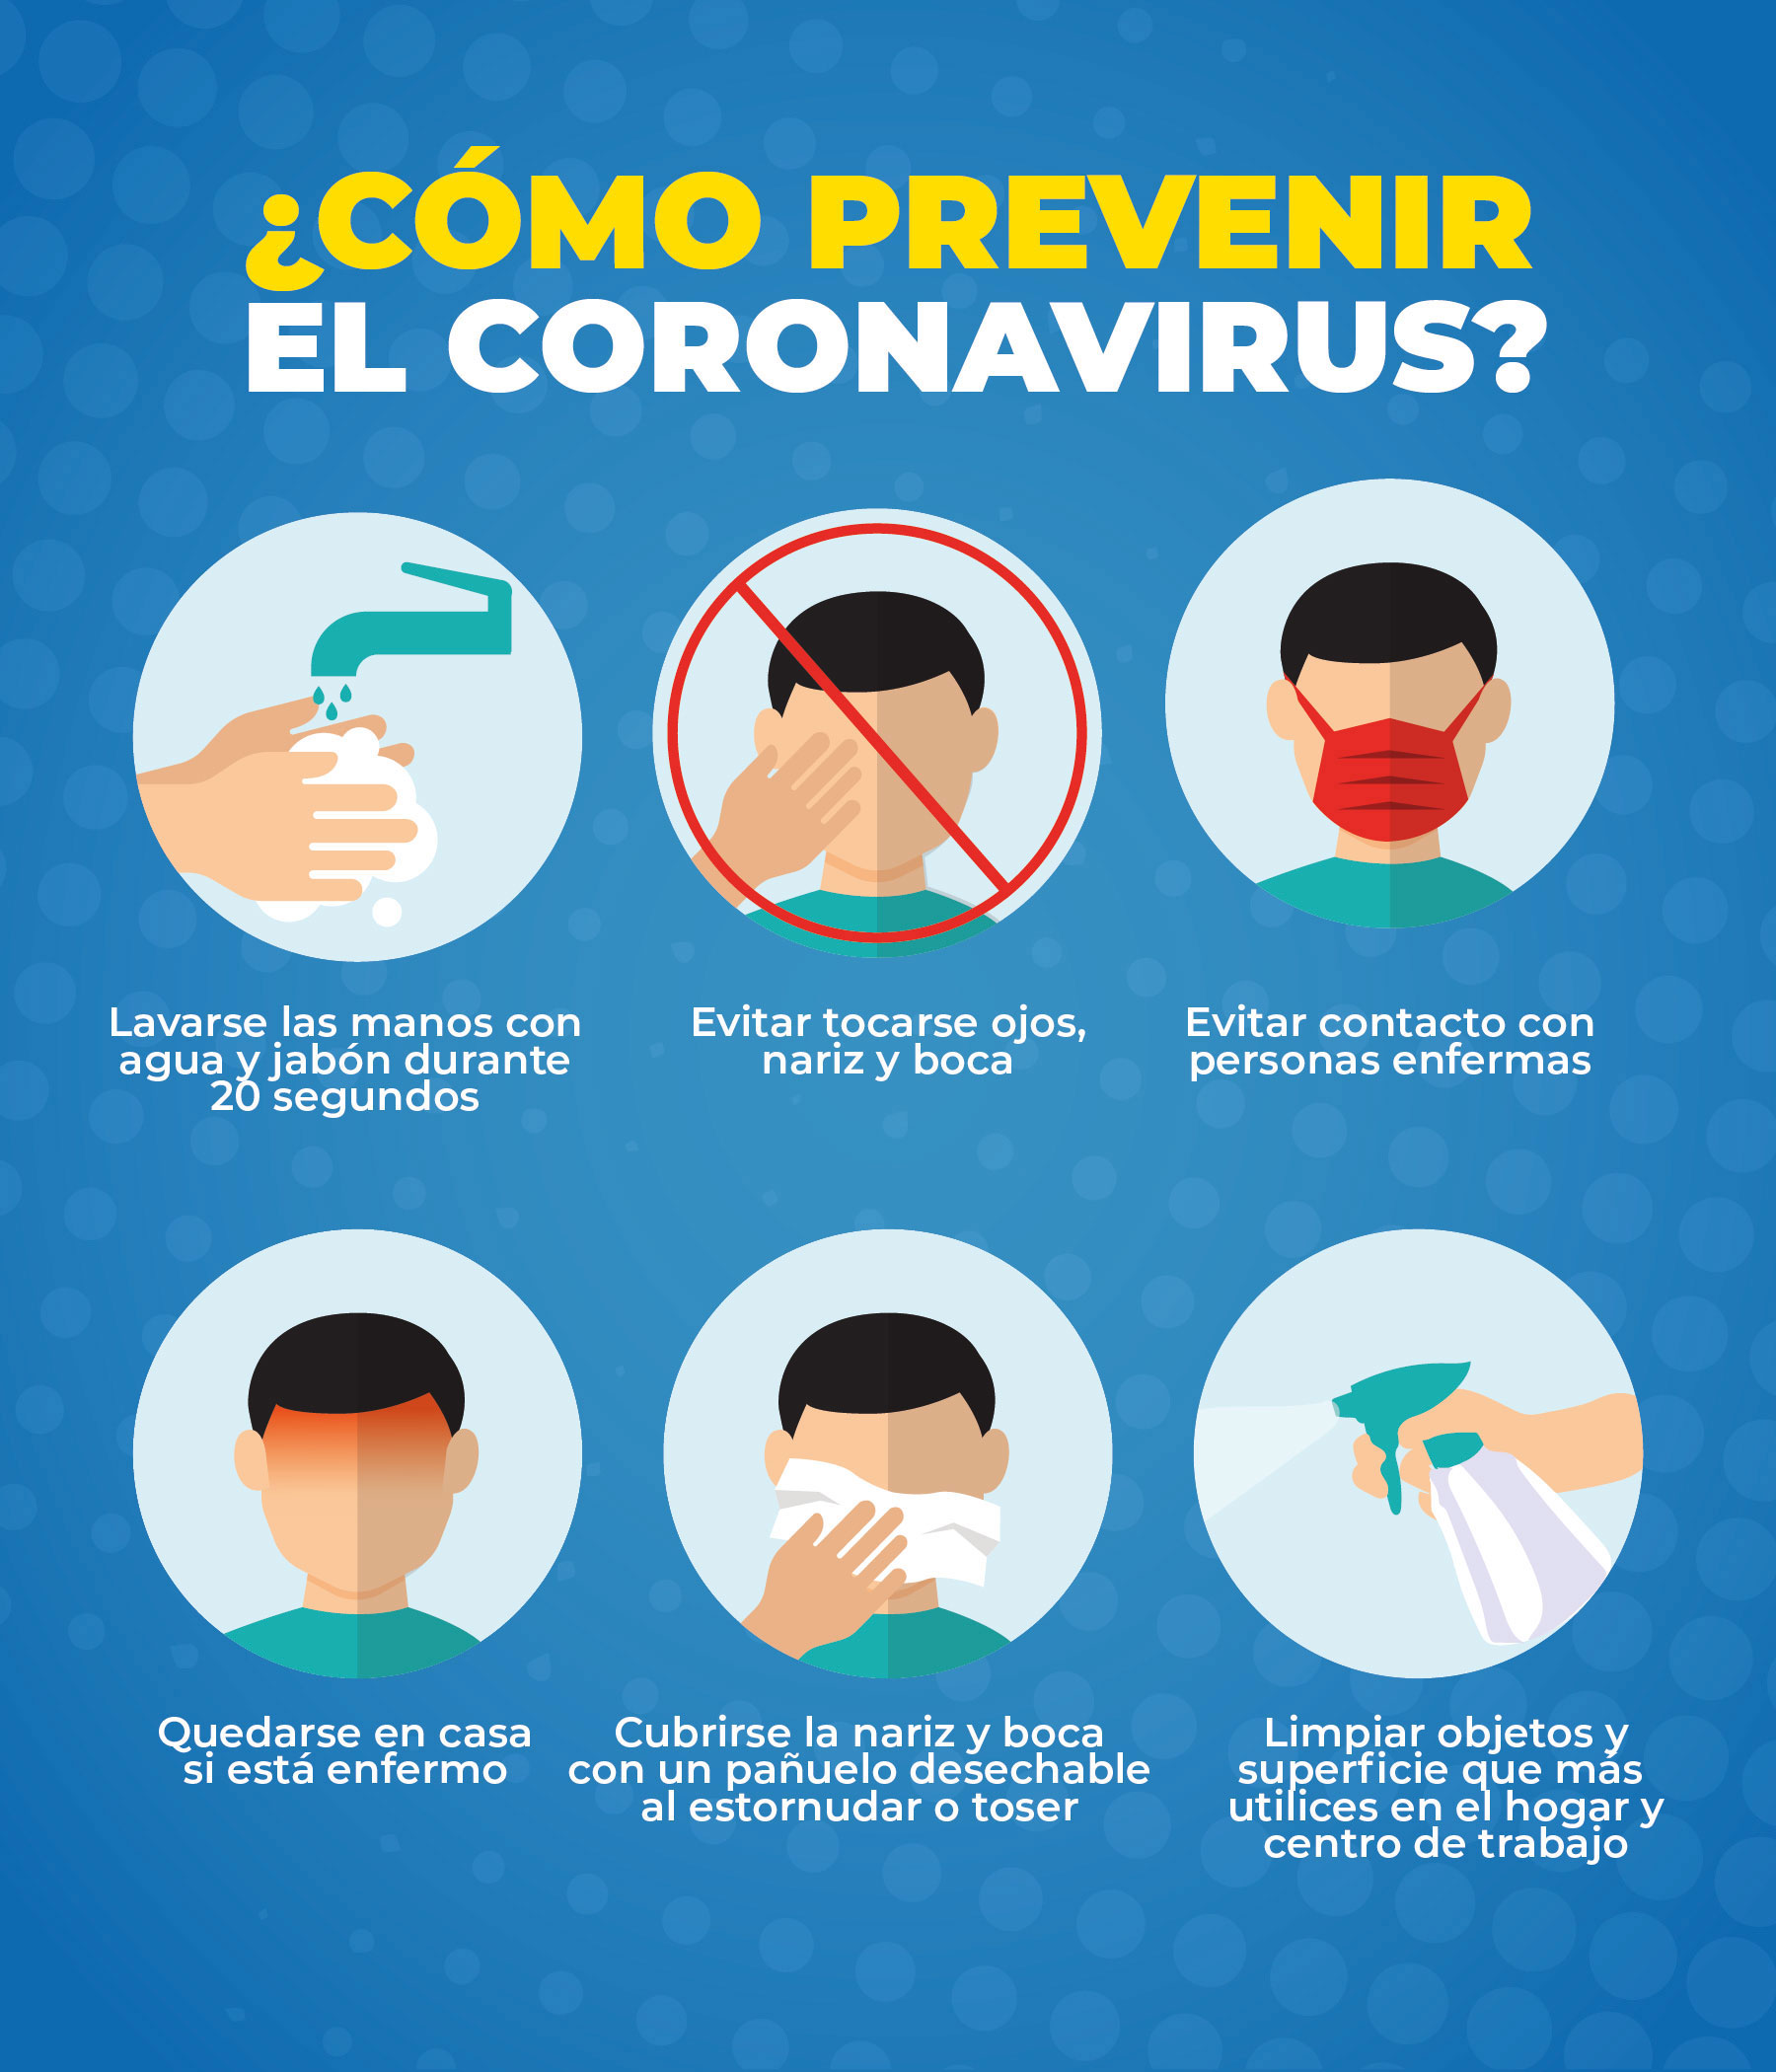 ¿CÓMO PREVENIR
EL CORONAVIRUS?
Lavarse las manos con
agua y jabón durante
20 segundos
Evitar tocarse ojos,
nariz y boca
Evitar contacto con
personas enfermas
Quedarse en casa
si está enfermo
Cubrirse la nariz y boca
con un pañuelo desechable
al estornudar o toser
Limpiar objetos y
superficie que más
utilices en el hogar y
centro de trabajo